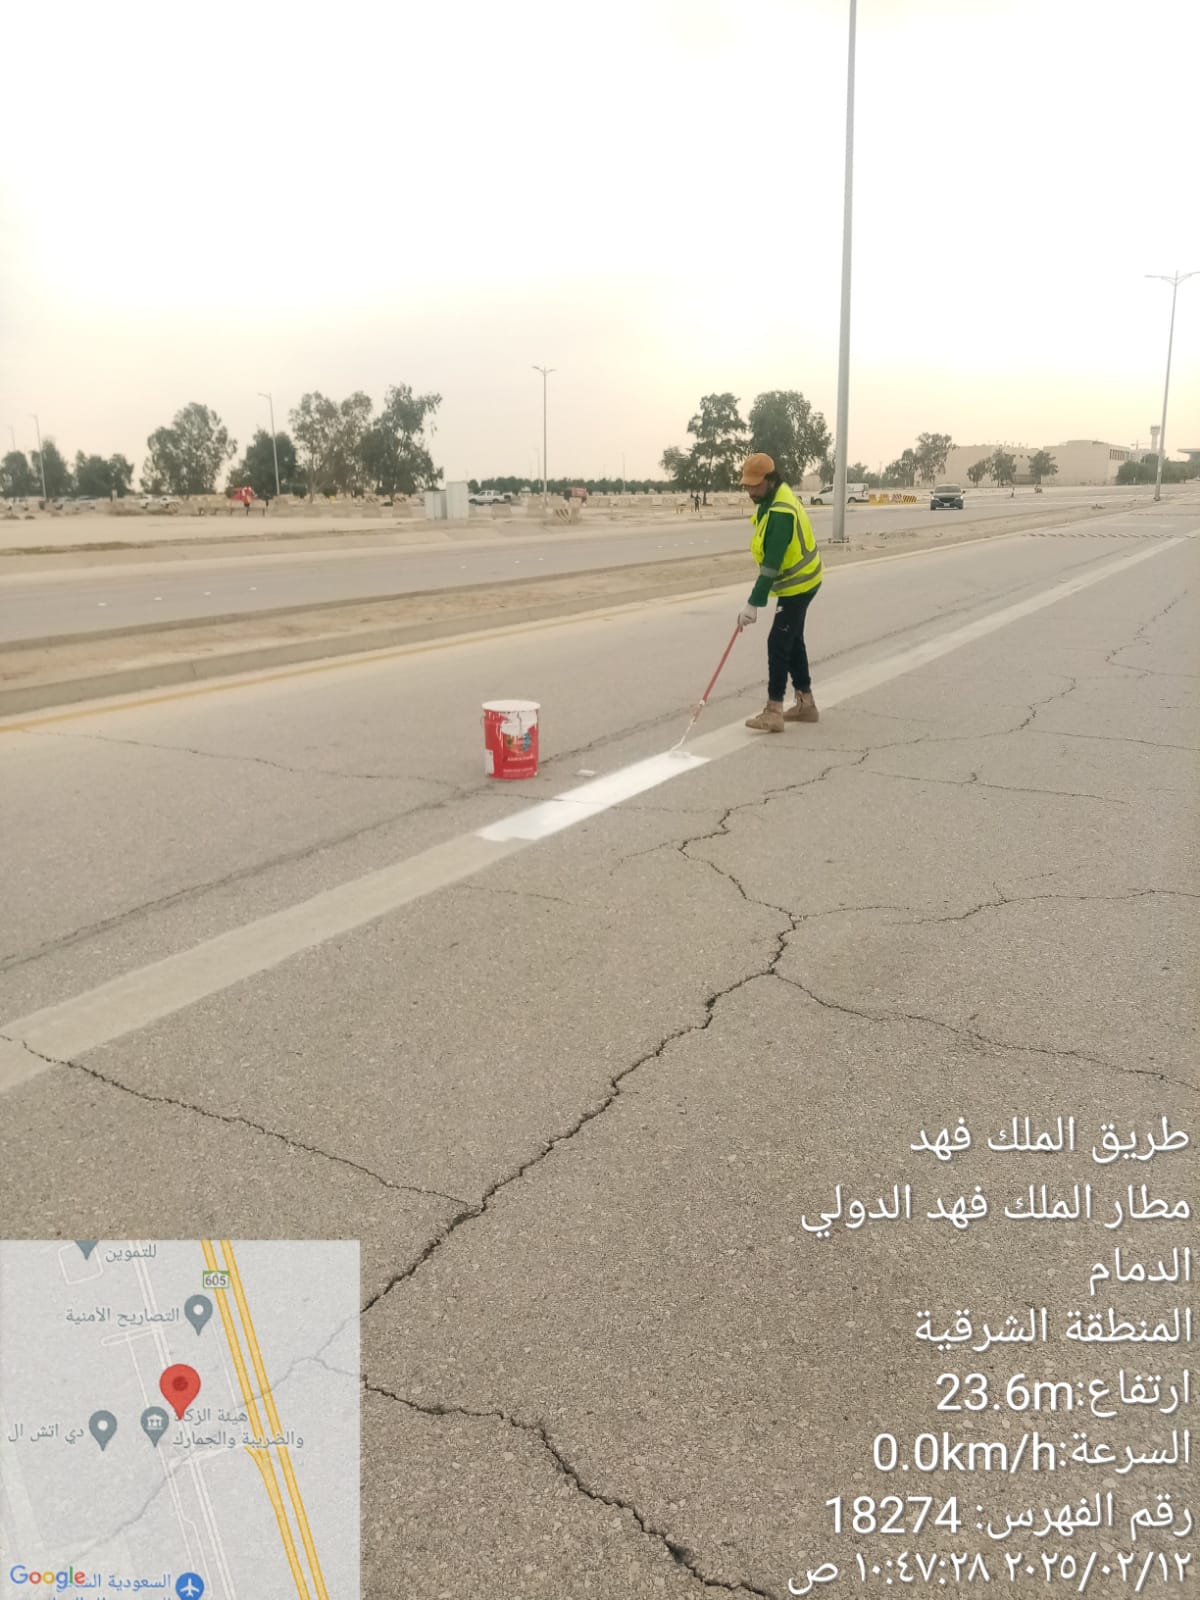 طريق الملك فهد
مطار الملك فهد الدولي
الدمام
المنطقة الشرقية
ارتفاع:23.6m
السرعة:0.0km/h
رقم الفهرس: 18274
٢٠٢٥/٠٢/١٢ ١٠:٤٧:٢٨ ص
للتموين
605
التصاريح الأمنية
هيئة الزكاة
والضريبة والجمارك
دي اتش ال
Google
السعودية